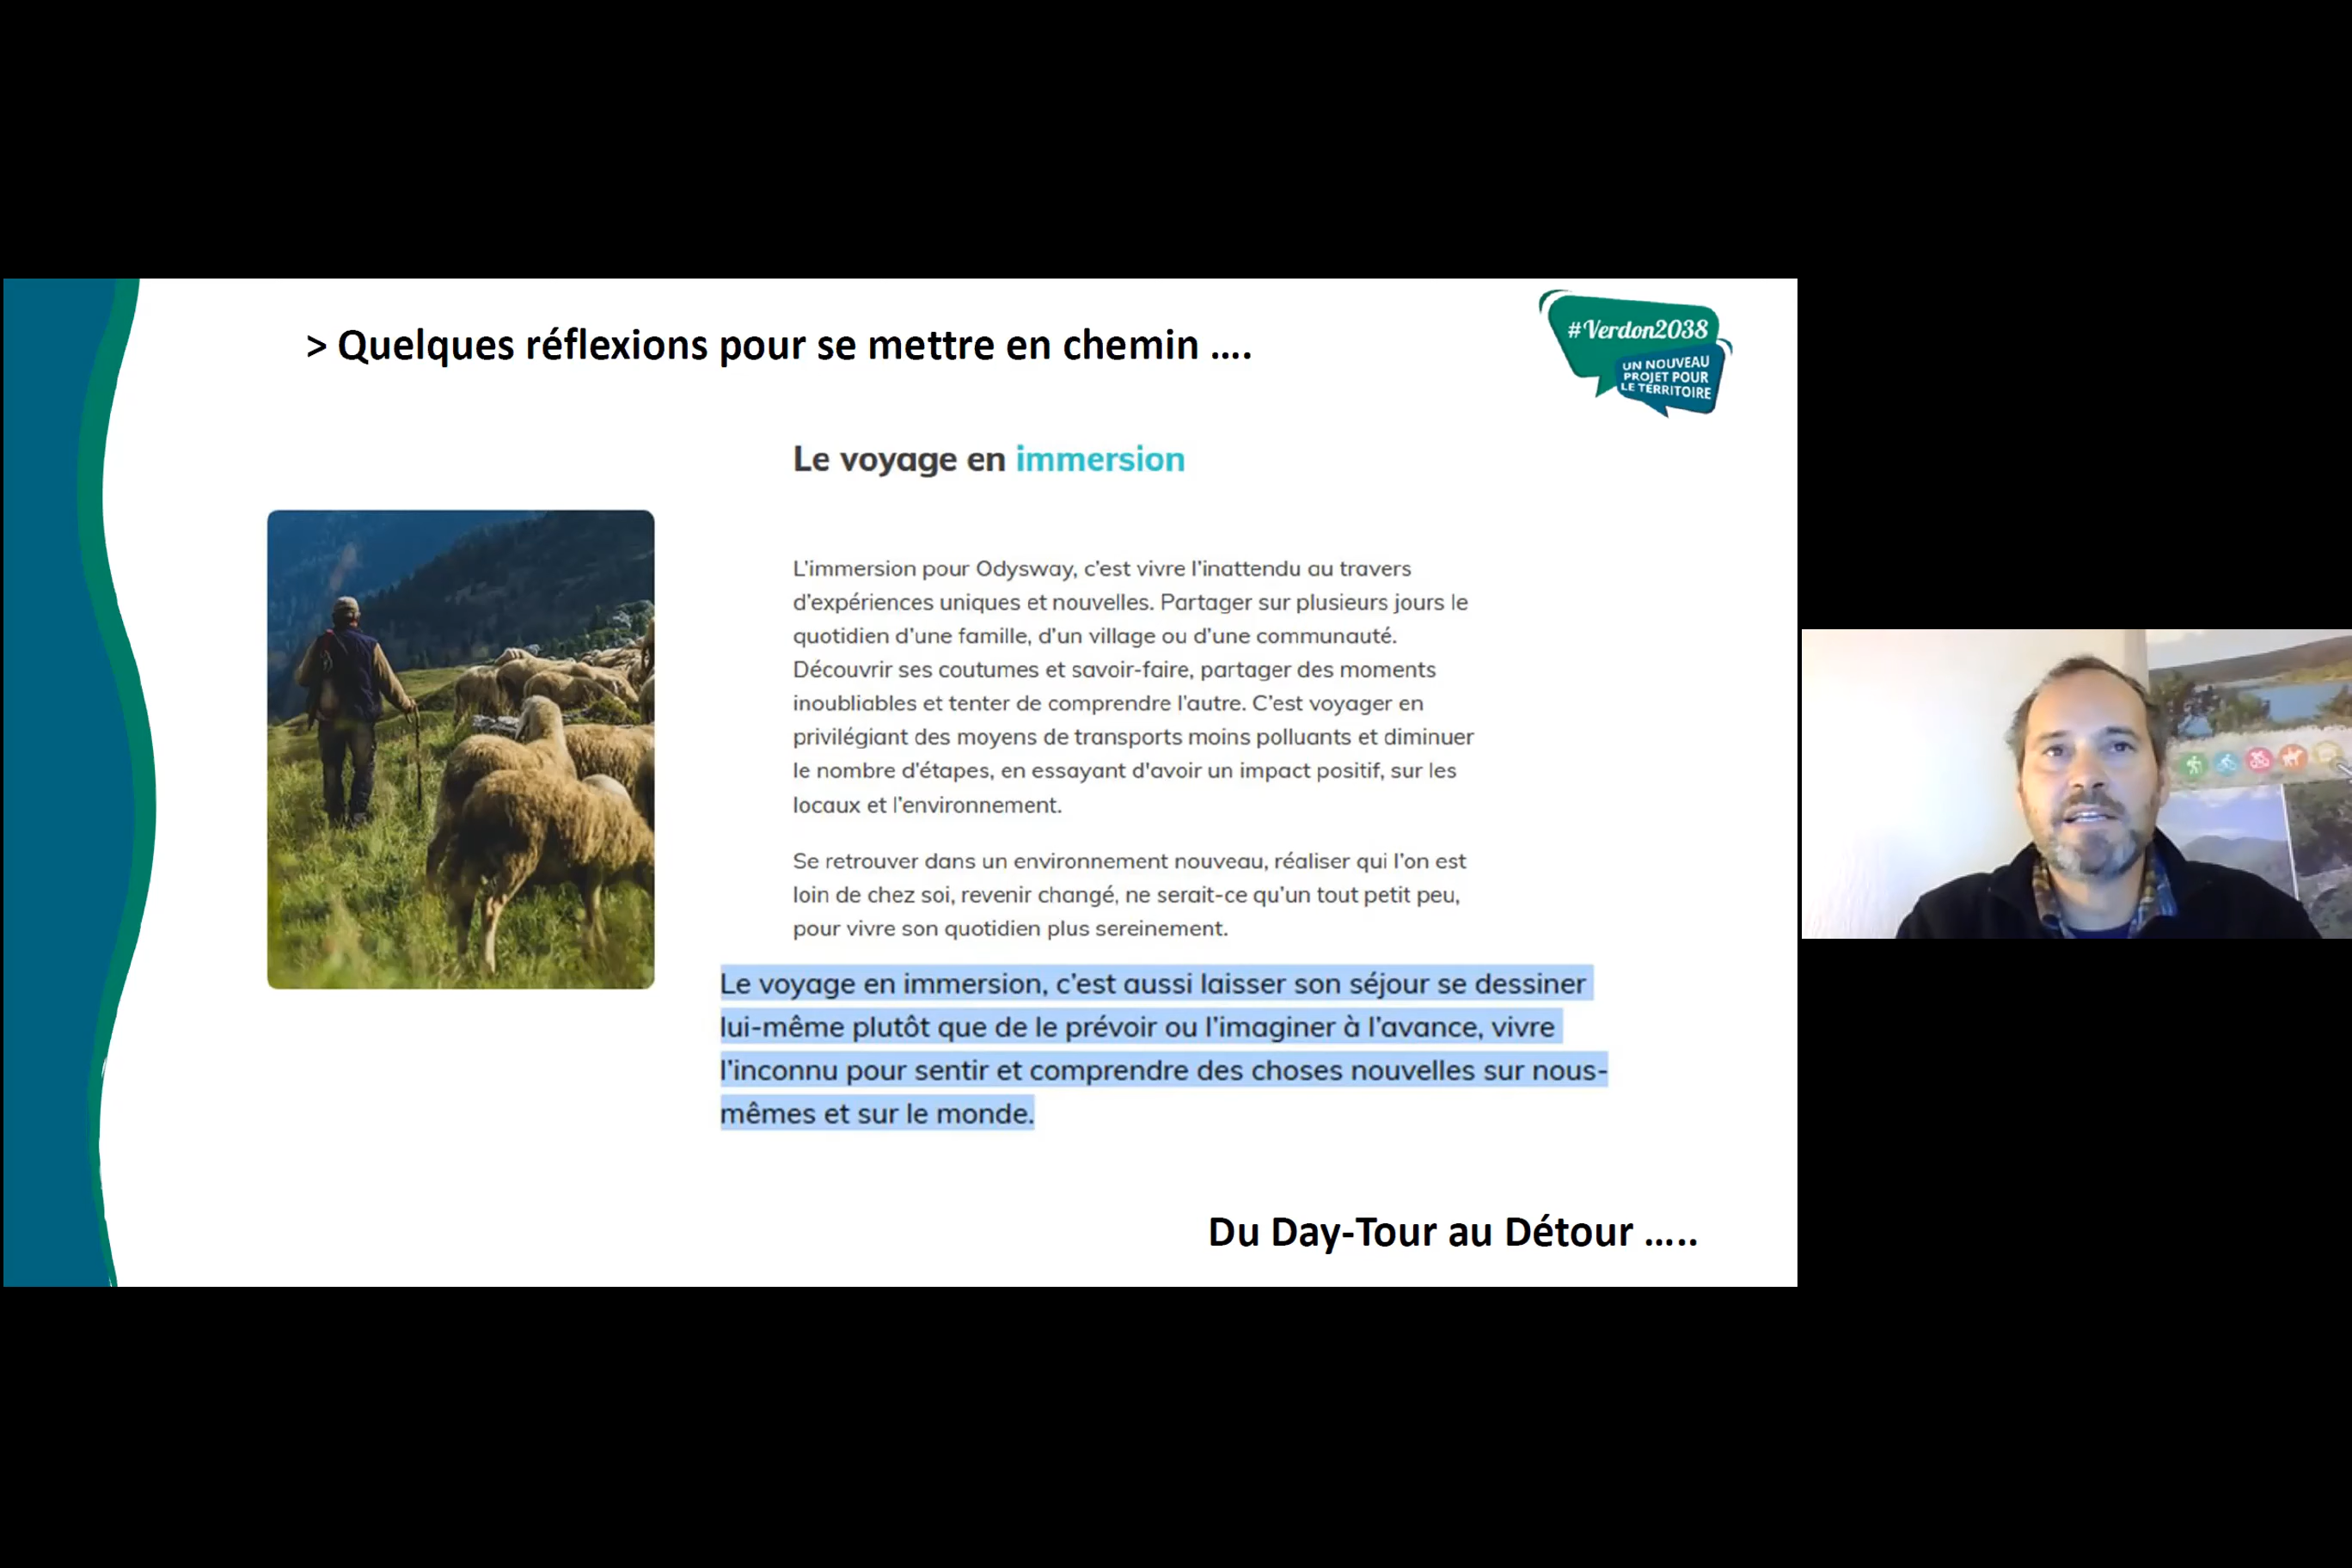 > Quelques réflexions pour se mettre en chemin ....
#Verdon2038
UN NOUVEAU
PROJET POUR
LE TERRITOIRE
Le voyage en immersion
L’immersion pour Odysway, c’est vivre l’inattendu au travers
d’expériences uniques et nouvelles. Partager sur plusieurs jours le
quotidien d’une famille, d’un village ou d’une communauté.
Découvrir ses coutumes et savoir-faire, partager des moments
inoubliables et tenter de comprendre l’autre. C’est voyager en
privilégiant des moyens de transports moins polluants et diminuer
le nombre d’étapes, en essayant d'avoir un impact positif, sur les
locaux et l’environnement.
Se retrouver dans un environnement nouveau, réaliser qui l’on est
loin de chez soi, revenir changé, ne serait-ce qu’un tout petit peu,
pour vivre son quotidien plus sereinement.
Le voyage en immersion, c’est aussi laisser son séjour se dessiner
lui-même plutôt que de le prévoir ou l’imaginer à l’avance, vivre
l’inconnu pour sentir et comprendre des choses nouvelles sur nous-
mêmes et sur le monde.
Du Day-Tour au Détour .....